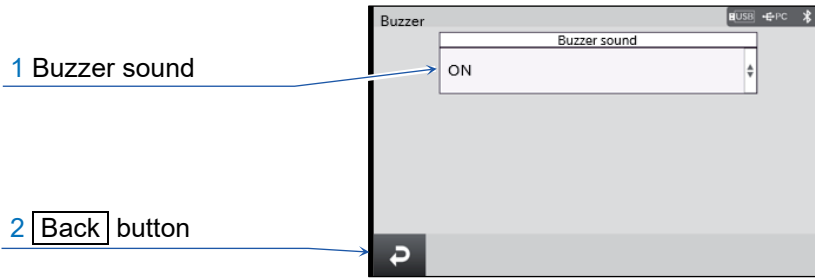 Buzzer
USB
PC
Buzzer sound
1 Buzzer sound
ON
2 Back button